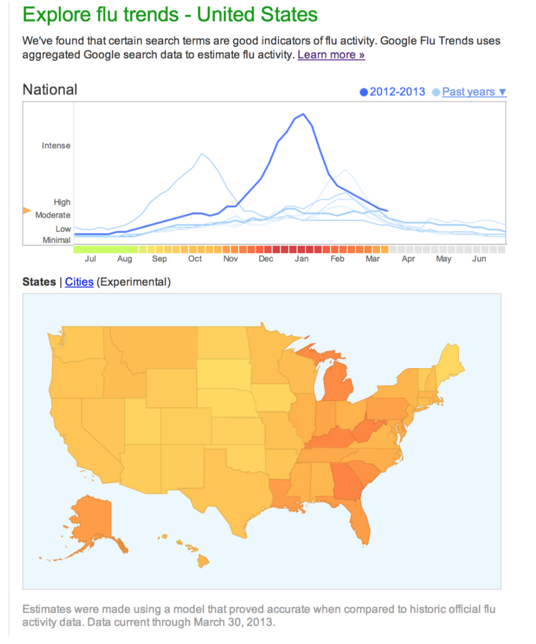 Explore flu trends - United States
We've found that certain search terms are good indicators of flu activity. Google Flu Trends uses
aggregated Google search data to estimate flu activity. Learn more »
National
2012-2013 Past years ▼
Intense
High
Moderate
Low
Minimal
Jul Aug Sep Oct Nov Dec Jan Feb Mar Apr May Jun
States | Cities (Experimental)
Estimates were made using a model that proved accurate when compared to historic official flu
activity data. Data current through March 30, 2013.